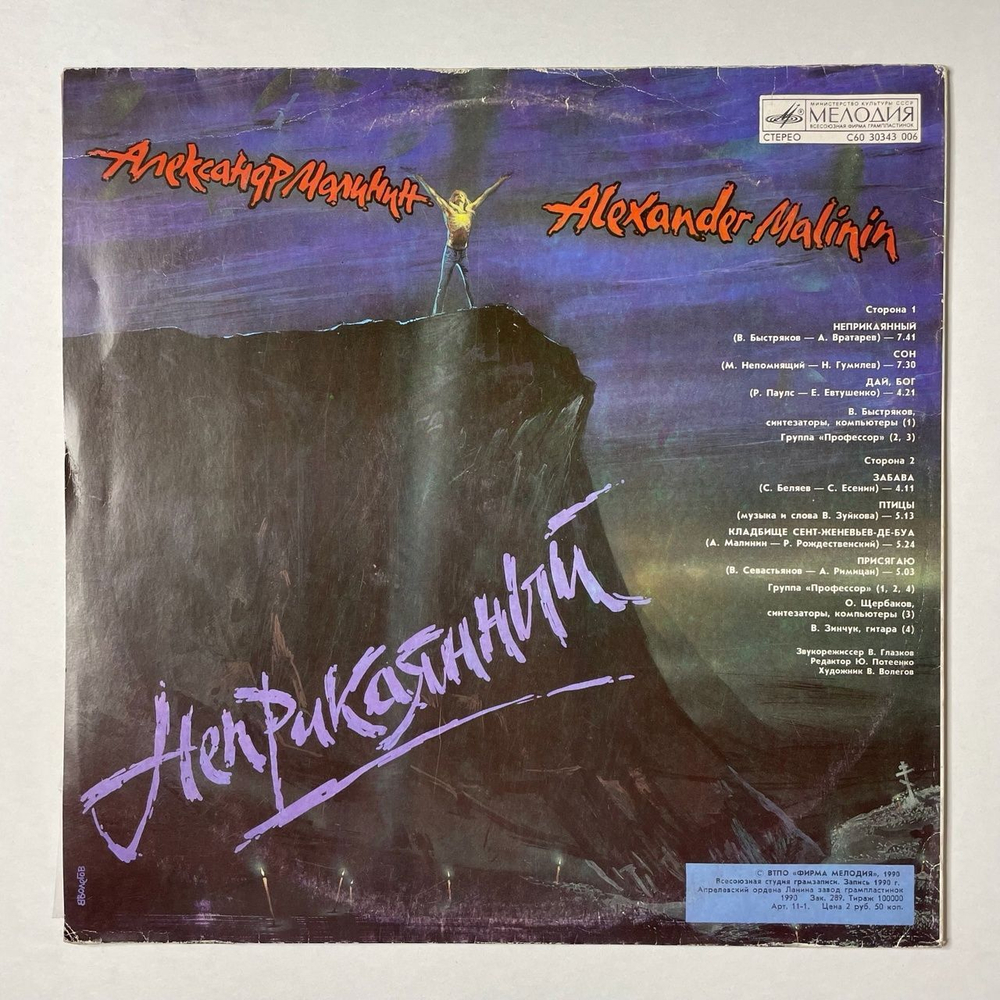 МИНИСТЕРСТВО КУЛЬТУРЫ СССР
МЕЛОДИЯ
ВСЕСОЮЗНАЯ ФИРМА ГРАМПЛАСТИНОК
СТЕРЕО С60 30343 006
Александр Малинин
Alexander Malinin
Сторона 1
НЕПРИКАЯННЫЙ
(В. Быстряков — А. Вратарев) — 7.41
СОН
(М. Непомнящий — Н. Гумилев) — 7.30
ДАЙ, БОГ
(Р. Паулс — Е. Евтушенко) — 4.21
В. Быстряков,
синтезаторы, компьютеры (1)
Группа «Профессор» (2, 3)
Сторона 2
ЗАБАВА
(С. Беляев — С. Есенин) — 4.11
ПТИЦЫ
(музыка и слова В. Зуйкова) — 5.13
КЛАДБИЩЕ СЕНТ-ЖЕНЕВЬЕВ-ДЕ-БУА
(А. Малинин — Р. Рождественский) — 5.24
ПРИСЯГАЮ
(В. Севастьянов — А. Римицан) — 5.03
Группа «Профессор» (1, 2, 4)
О. Щербаков,
синтезаторы, компьютеры (3)
В. Зинчук, гитара (4)
Звукорежиссер В. Глазков
Редактор Ю. Потеенко
Художник В. Волегов
Неприкаянный
© ВТПО «ФИРМА МЕЛОДИЯ», 1990
Всесоюзная студия грамзаписи. Запись 1990 г.
Апрелевский ордена Ленина завод грампластинок
1990 Зак. 289. Тираж 100000
Арт. 11-1. Цена 2 руб. 50 коп.